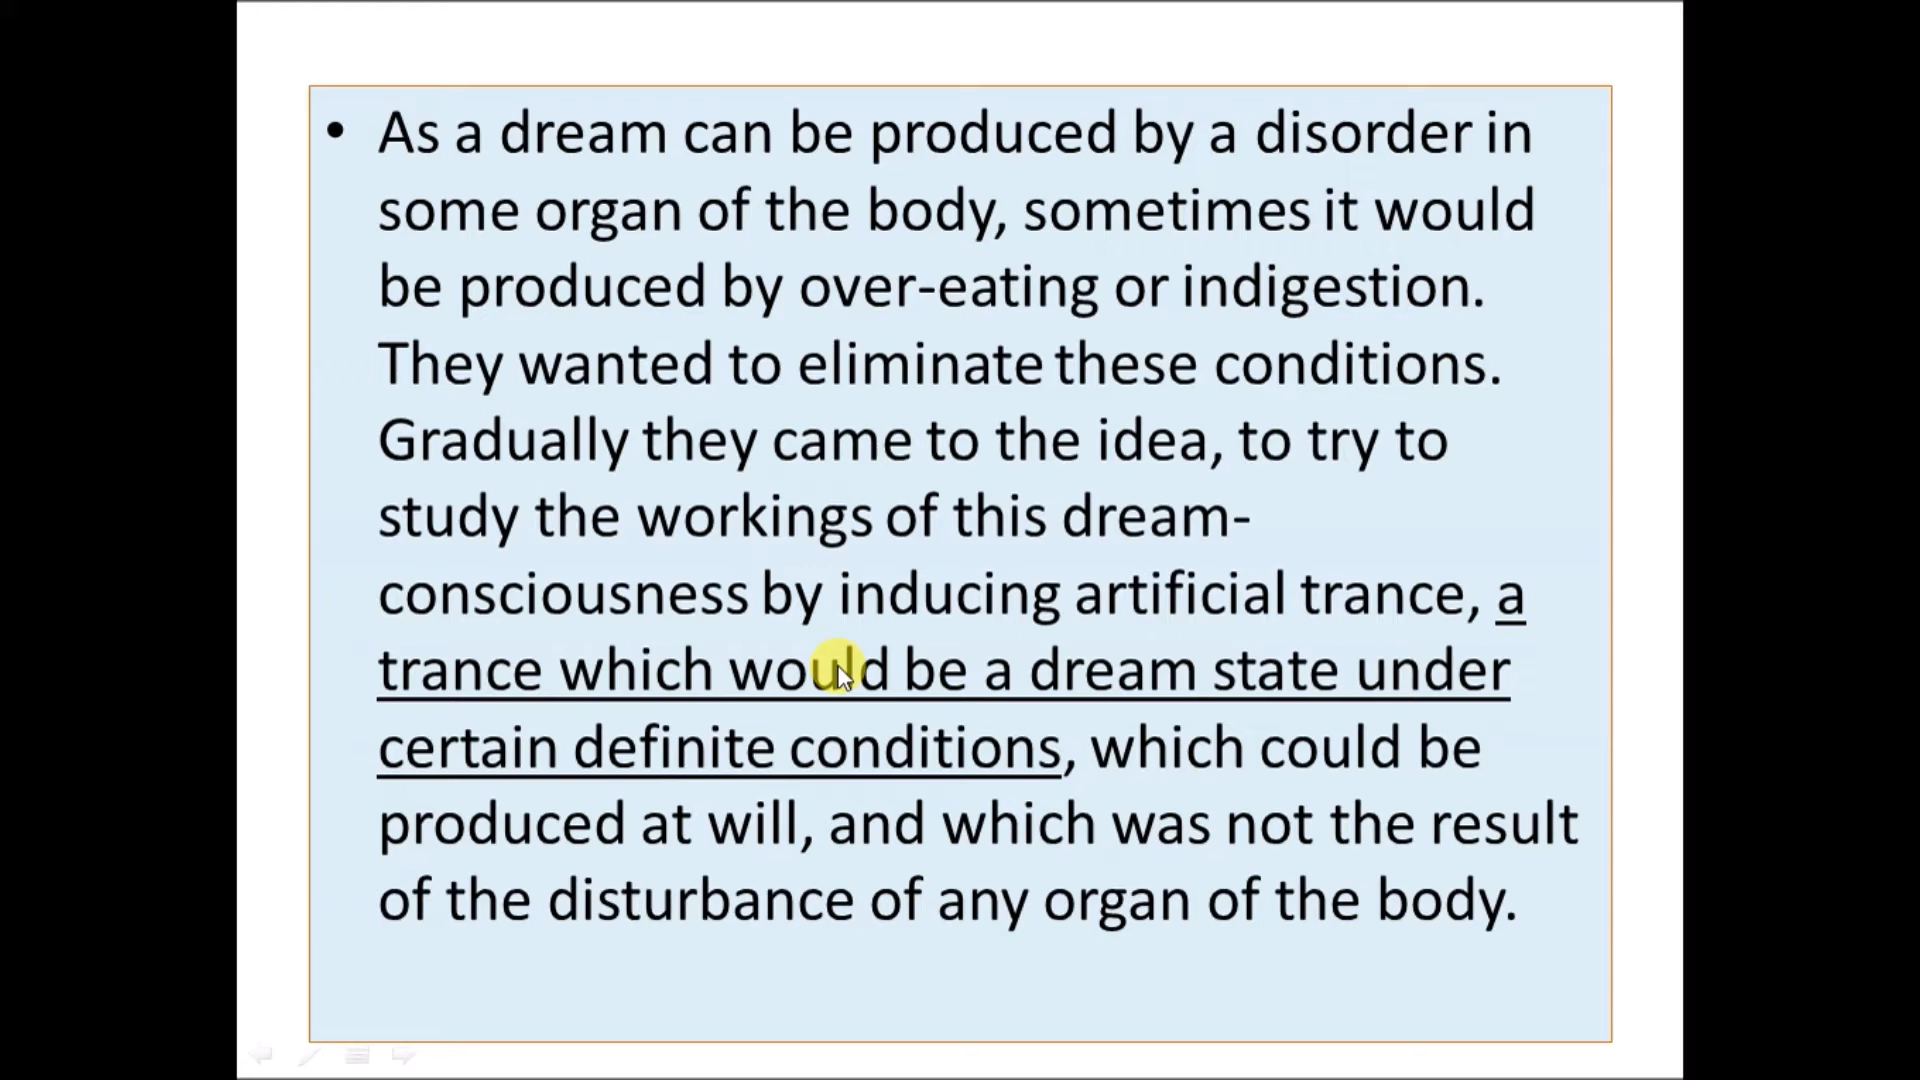 • As a dream can be produced by a disorder in
some organ of the body, sometimes it would
be produced by over-eating or indigestion.
They wanted to eliminate these conditions.
Gradually they came to the idea, to try to
study the workings of this dream-
consciousness by inducing artificial trance, a
trance which would be a dream state under
certain definite conditions, which could be
produced at will, and which was not the result
of the disturbance of any organ of the body.